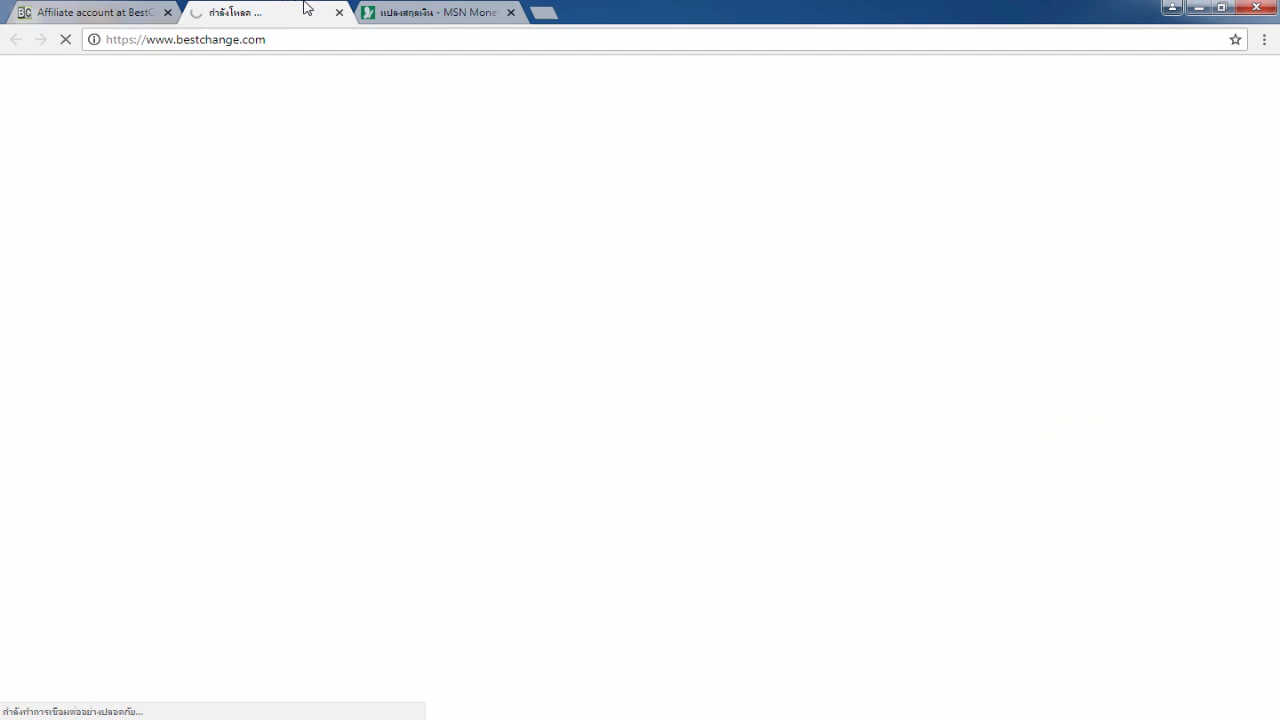 Affiliate account at BestC
กำลังโหลด ...
แปลงสกุลเงิน - MSN Mone
https://www.bestchange.com
กำลังทำการเชื่อมต่ออย่างปลอดภัย...